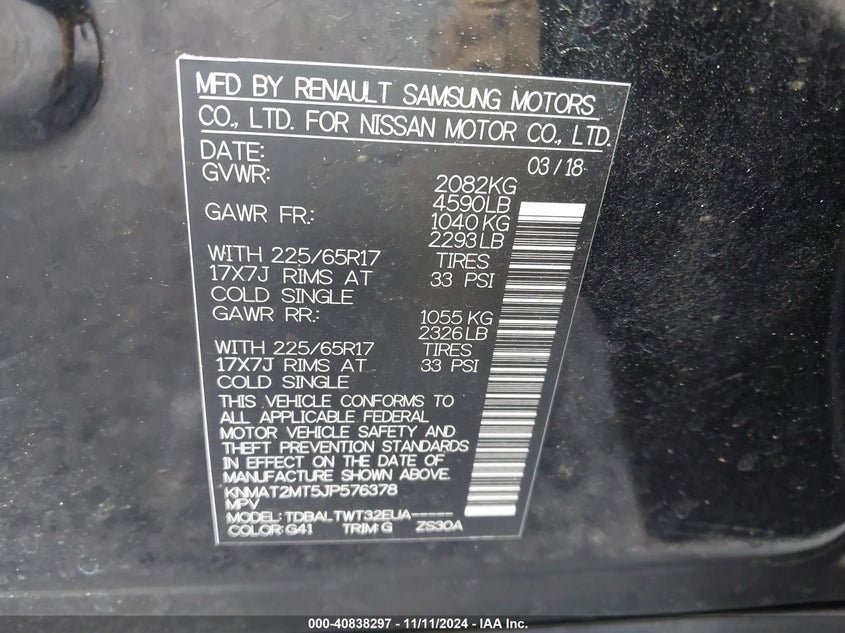 MFD BY RENAULT SAMSUNG MOTORS
CO., LTD. FOR NISSAN MOTOR CO., LTD.
DATE: 03/18
GVWR: 2082KG
4590LB
GAWR FR.: 1040 KG
2293 LB
WITH 225/65R17 TIRES
17X7J RIMS AT 33 PSI
COLD SINGLE
GAWR RR.: 1055 KG
2326 LB
WITH 225/65R17 TIRES
17X7J RIMS AT 33 PSI
COLD SINGLE
THIS VEHICLE CONFORMS TO
ALL APPLICABLE FEDERAL
MOTOR VEHICLE SAFETY AND
THEFT PREVENTION STANDARDS
IN EFFECT ON THE DATE OF
MANUFACTURE SHOWN ABOVE.
KNMAT2MT5JP576378
MPV
MODEL: TDBALTWT32EUA-----
COLOR: G41 TRIM: G ZS30A
000-40838297 - 11/11/2024 - IAA Inc.